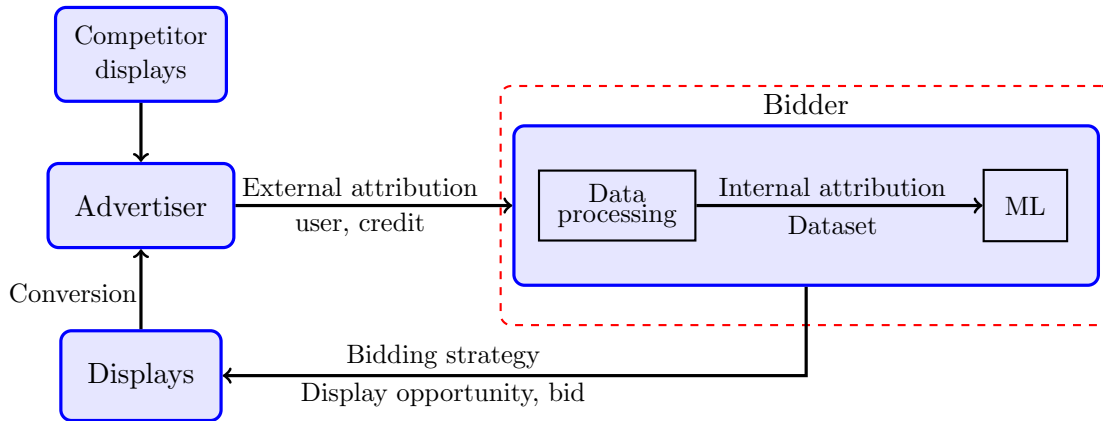 Competitor
displays
Bidder
Advertiser
External attribution
user, credit
Data
processing
Internal attribution
Dataset
ML
Conversion
Displays
Bidding strategy
Display opportunity, bid